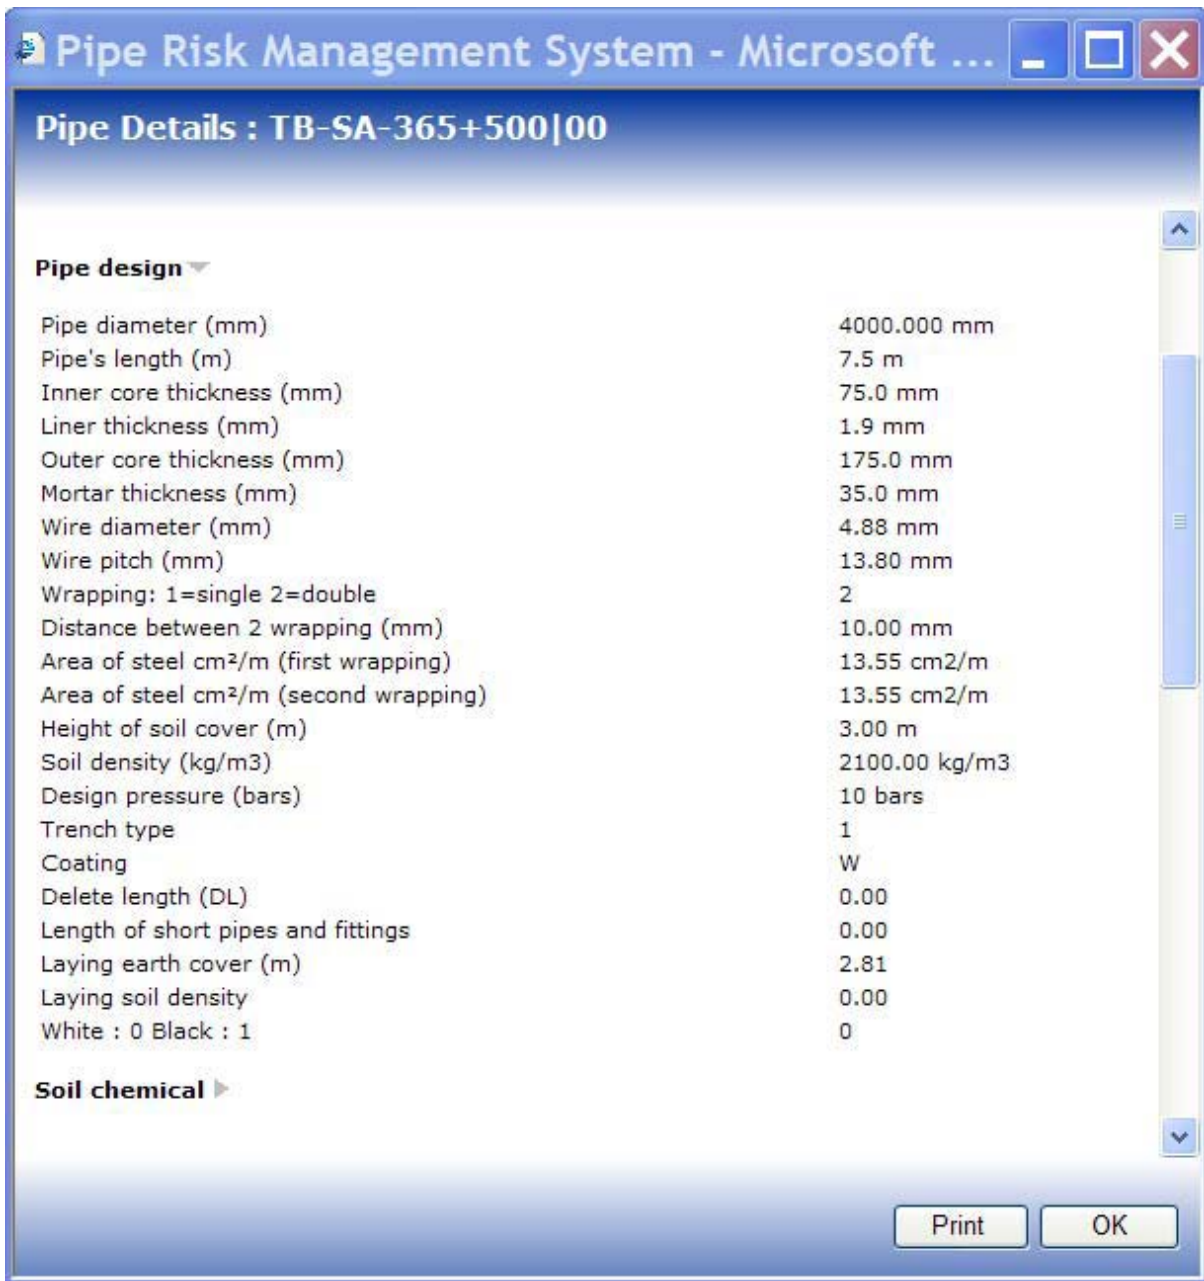 Pipe Risk Management System - Microsoft ...
Pipe Details : TB-SA-365+500|00
Pipe design
Pipe diameter (mm) 4000.000 mm
Pipe's length (m) 7.5 m
Inner core thickness (mm) 75.0 mm
Liner thickness (mm) 1.9 mm
Outer core thickness (mm) 175.0 mm
Mortar thickness (mm) 35.0 mm
Wire diameter (mm) 4.88 mm
Wire pitch (mm) 13.80 mm
Wrapping: 1=single 2=double 2
Distance between 2 wrapping (mm) 10.00 mm
Area of steel cm²/m (first wrapping) 13.55 cm2/m
Area of steel cm²/m (second wrapping) 13.55 cm2/m
Height of soil cover (m) 3.00 m
Soil density (kg/m3) 2100.00 kg/m3
Design pressure (bars) 10 bars
Trench type 1
Coating W
Delete length (DL) 0.00
Length of short pipes and fittings 0.00
Laying earth cover (m) 2.81
Laying soil density 0.00
White : 0 Black : 1 0
Soil chemical
Print OK